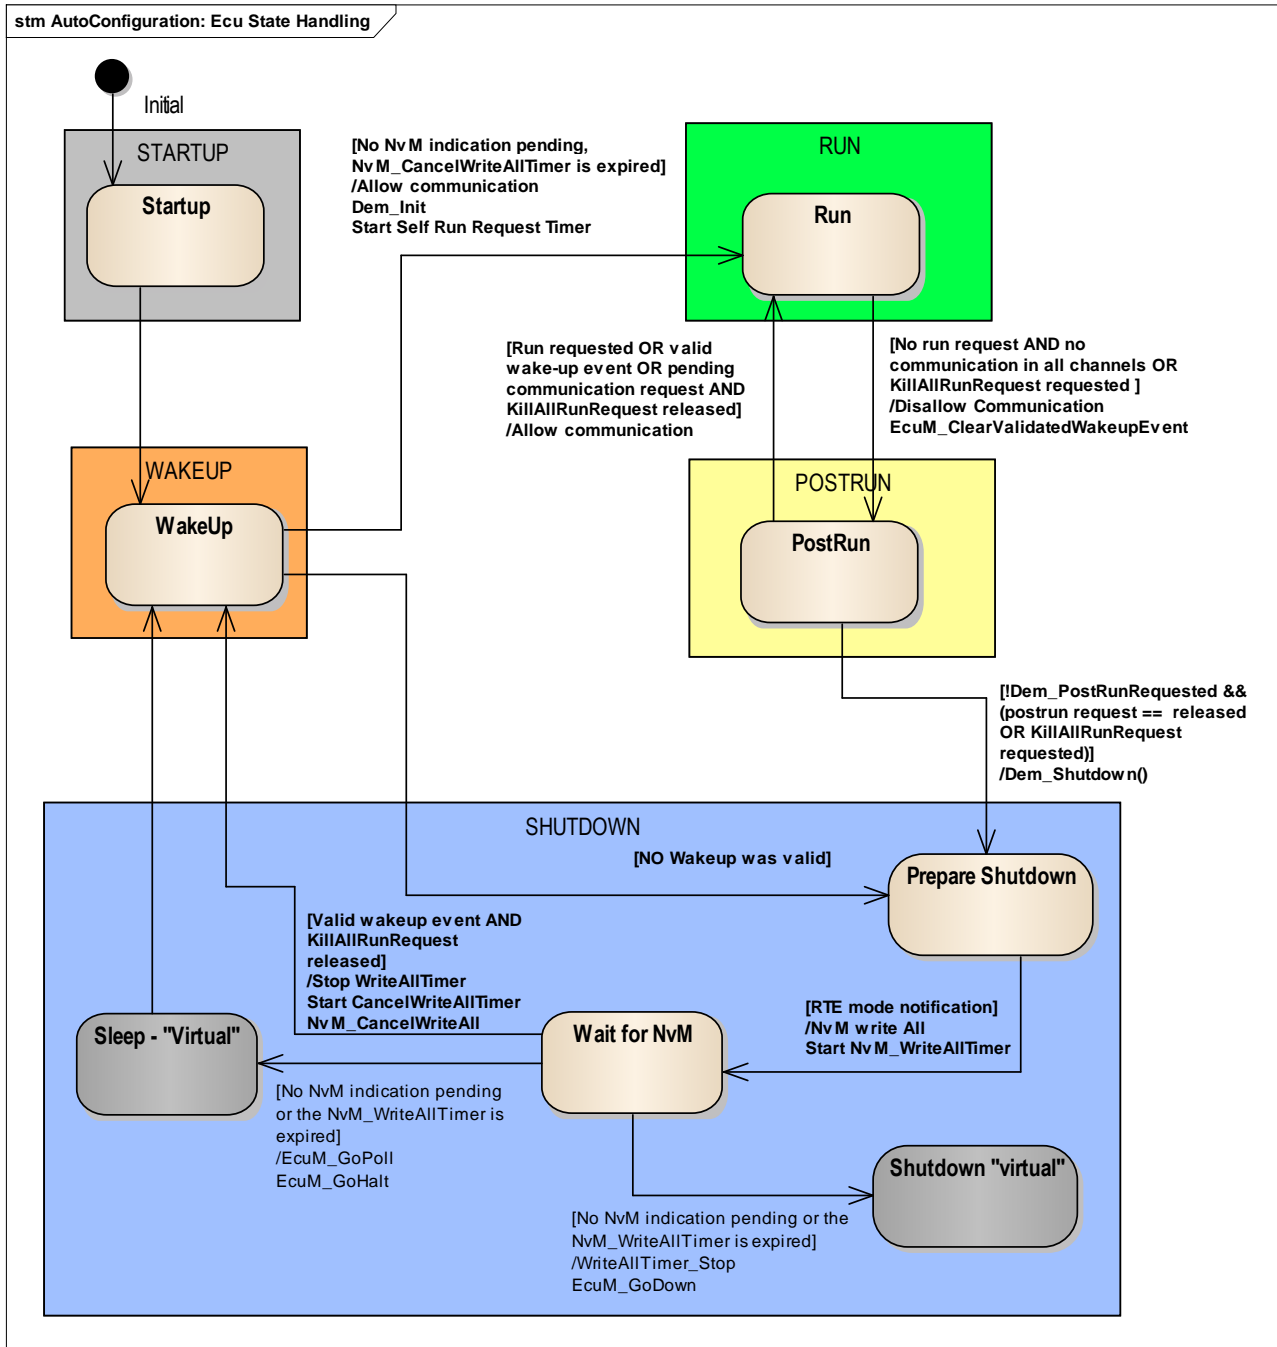 stm AutoConfiguration: Ecu State Handling
Initial
STARTUP
Startup
[No NvM indication pending,
NvM_CancelWriteAllTimer is expired]
/Allow communication
Dem_Init
Start Self Run Request Timer
RUN
Run
[Run requested OR valid
wake-up event OR pending
communication request AND
KillAllRunRequest released]
/Allow communication
[No run request AND no
communication in all channels OR
KillAllRunRequest requested ]
/Disallow Communication
EcuM_ClearValidatedWakeupEvent
WAKEUP
WakeUp
POSTRUN
PostRun
[!Dem_PostRunRequested &&
(postrun request == released
OR KillAllRunRequest
requested)]
/Dem_Shutdown()
SHUTDOWN
[NO Wakeup was valid]
Prepare Shutdown
[Valid wakeup event AND
KillAllRunRequest
released]
/Stop WriteAllTimer
Start CancelWriteAllTimer
NvM_CancelWriteAll
[RTE mode notification]
/NvM write All
Start NvM_WriteAllTimer
Sleep - "Virtual"
Wait for NvM
[No NvM indication pending
or the NvM_WriteAllTimer is
expired]
/EcuM_GoPoll
EcuM_GoHalt
Shutdown "virtual"
[No NvM indication pending or the
NvM_WriteAllTimer is expired]
/WriteAllTimer_Stop
EcuM_GoDown